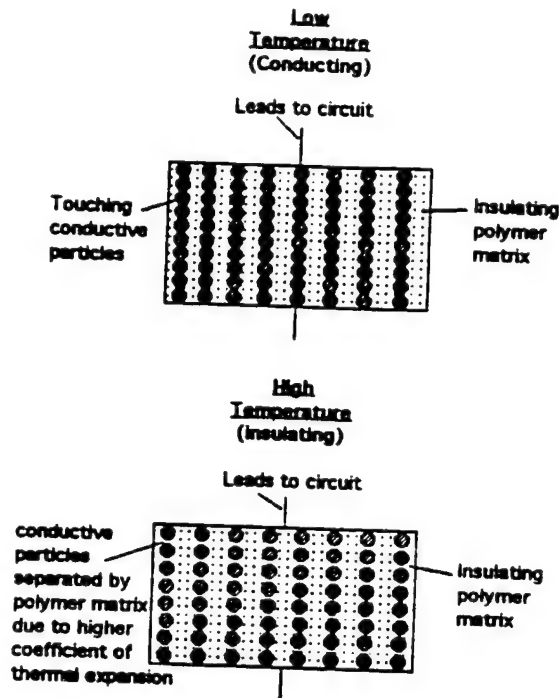 Low
Temperature
(Conducting)
Leads to circuit
Touching
conductive
particles
Insulating
polymer
matrix
High
Temperature
(Insulating)
Leads to circuit
conductive
particles
separated by
polymer matrix
due to higher
coefficient of
thermal expansion
Insulating
polymer
matrix